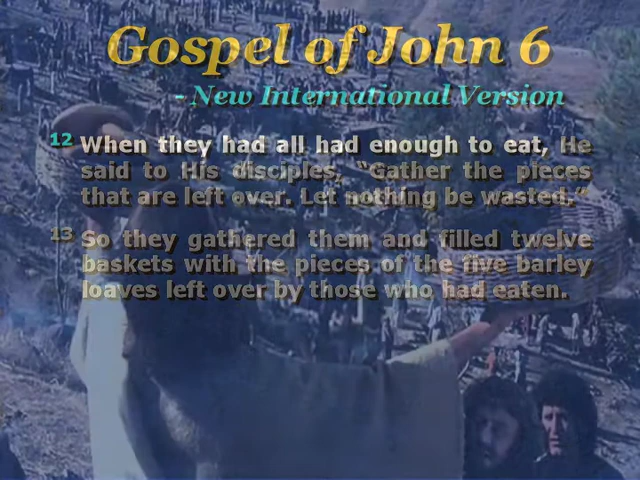 Gospel of John 6
- New International Version
12 When they had all had enough to eat, He
said to His disciples, “Gather the pieces
that are left over. Let nothing be wasted.”
13 So they gathered them and filled twelve
baskets with the pieces of the five barley
loaves left over by those who had eaten.